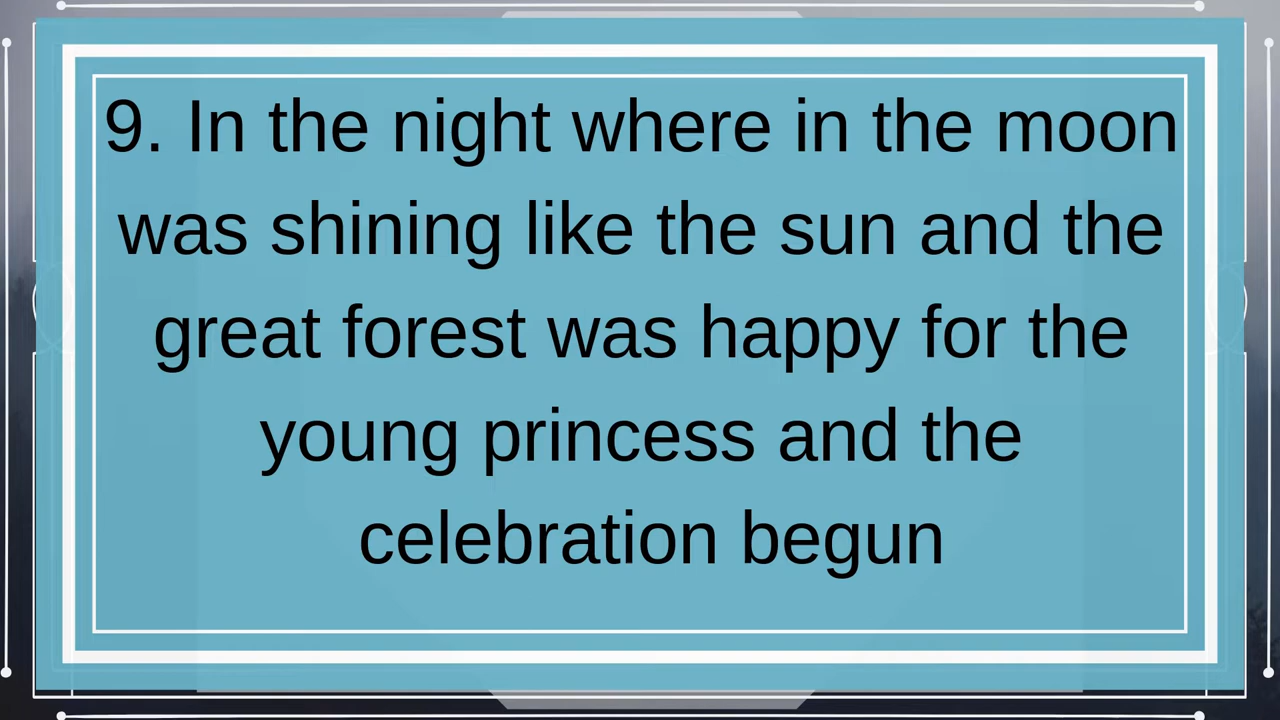 9. In the night where in the moon
was shining like the sun and the
great forest was happy for the
young princess and the
celebration begun